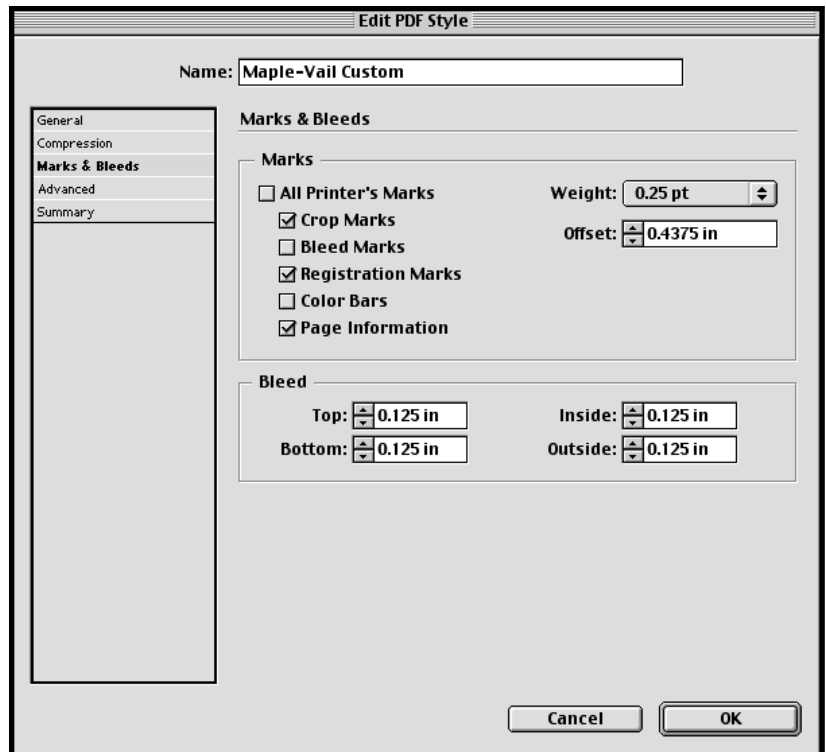 Edit PDF Style
Name: Maple-Vail Custom
General
Compression
Marks & Bleeds
Advanced
Summary
Marks & Bleeds
Marks
All Printer's Marks
Crop Marks
Bleed Marks
Registration Marks
Color Bars
Page Information
Weight: 0.25 pt
Offset: 0.4375 in
Bleed
Top: 0.125 in Inside: 0.125 in
Bottom: 0.125 in Outside: 0.125 in
Cancel OK